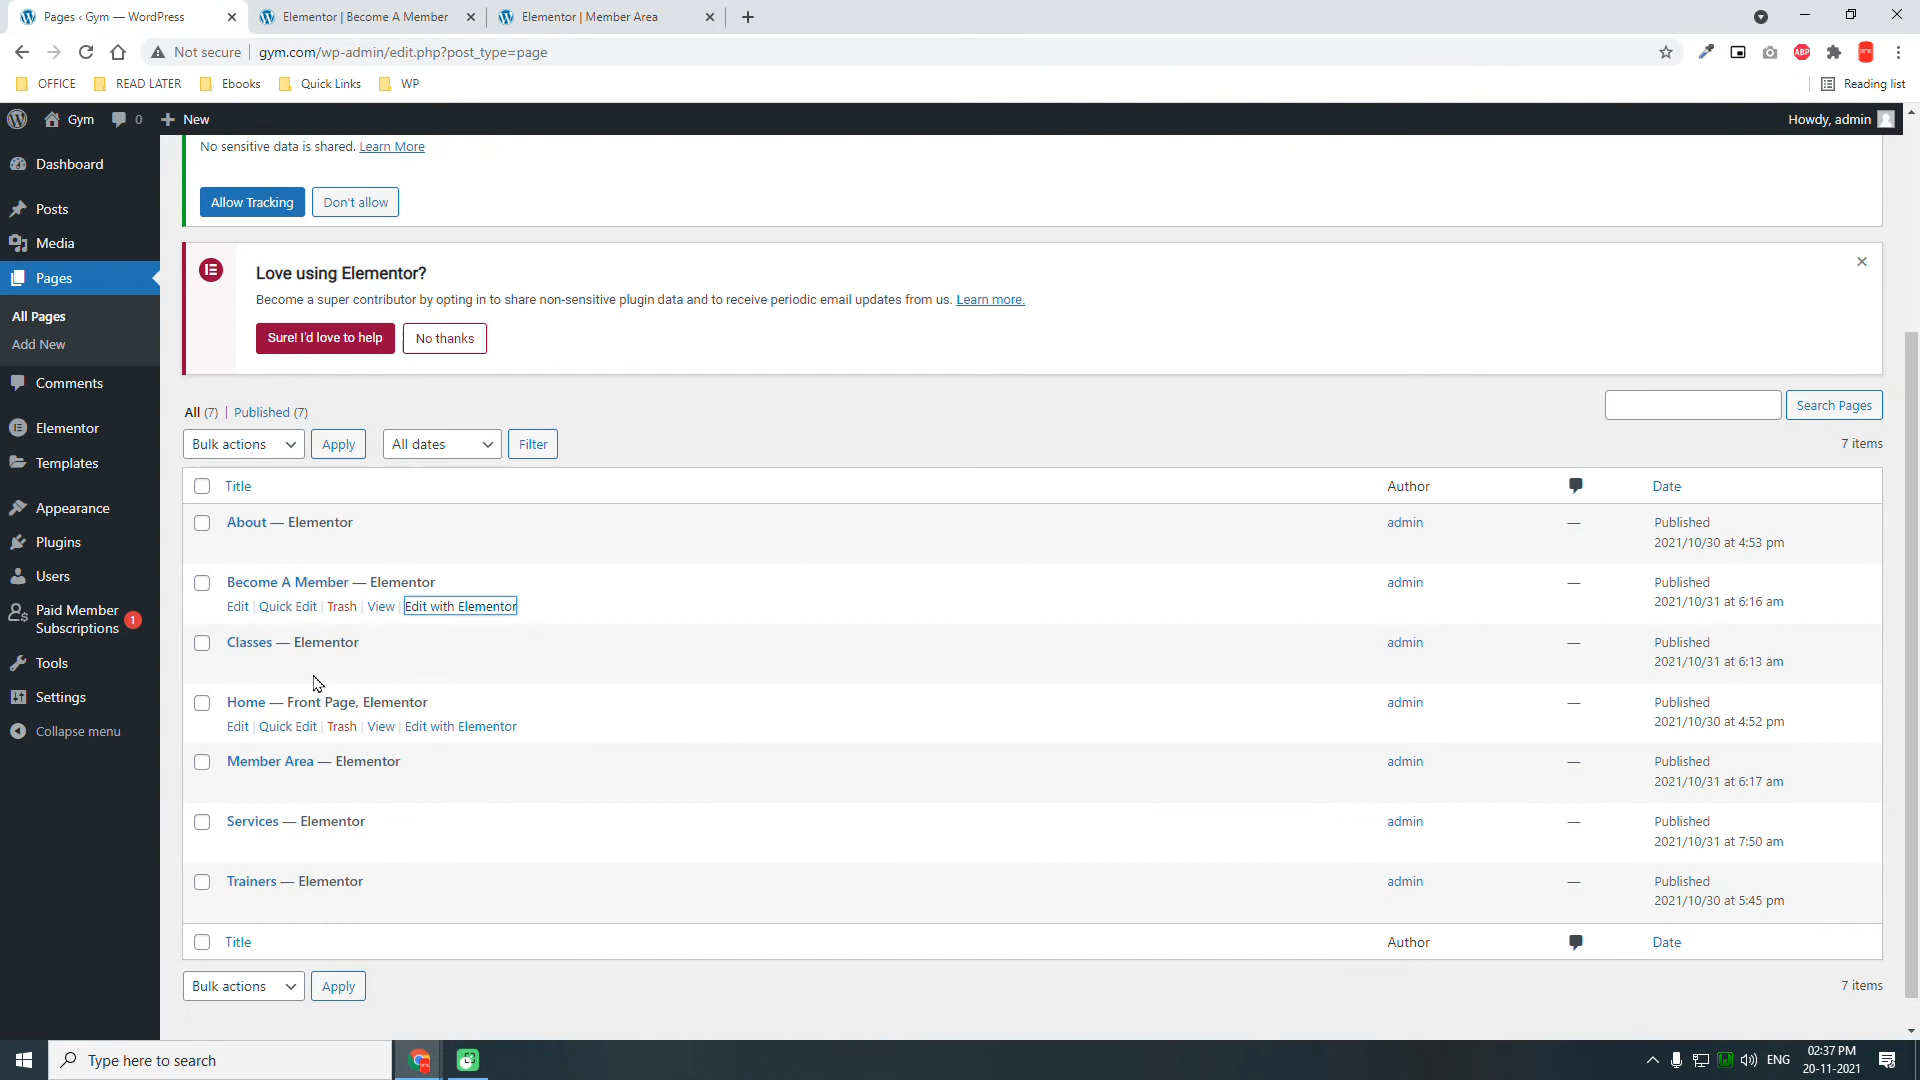 Pages ‹ Gym — WordPress
Elementor | Become A Member
Elementor | Member Area
Not secure
gym.com/wp-admin/edit.php?post_type=page
ABP
OFFICE
READ LATER
Ebooks
Quick Links
WP
Reading list
Gym
0
New
Howdy, admin
Dashboard
Posts
Media
Pages
All Pages
Add New
Comments
Elementor
Templates
Appearance
Plugins
Users
Paid Member
Subscriptions
1
Tools
Settings
Collapse menu
No sensitive data is shared. Learn More
Allow Tracking
Don't allow
Love using Elementor?
Become a super contributor by opting in to share non-sensitive plugin data and to receive periodic email updates from us. Learn more.
Sure! I'd love to help
No thanks
All (7) | Published (7)
Search Pages
Bulk actions
Apply
All dates
Filter
7 items
Title
Author
Date
About — Elementor
admin
—
Published
2021/10/30 at 4:53 pm
Become A Member — Elementor
Edit | Quick Edit | Trash | View | Edit with Elementor
admin
—
Published
2021/10/31 at 6:16 am
Classes — Elementor
admin
—
Published
2021/10/31 at 6:13 am
Home — Front Page, Elementor
Edit | Quick Edit | Trash | View | Edit with Elementor
admin
—
Published
2021/10/30 at 4:52 pm
Member Area — Elementor
admin
—
Published
2021/10/31 at 6:17 am
Services — Elementor
admin
—
Published
2021/10/31 at 7:50 am
Trainers — Elementor
admin
—
Published
2021/10/30 at 5:45 pm
Title
Author
Date
Bulk actions
Apply
7 items
Type here to search
ENG
02:37 PM
20-11-2021